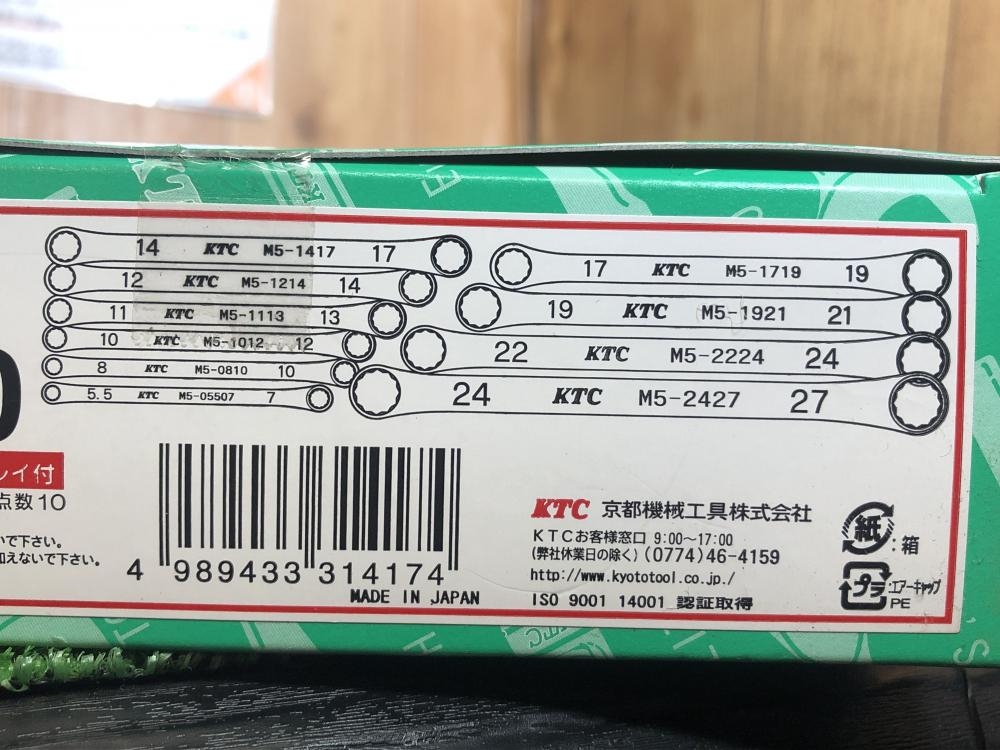 14 KTC M5-1417 17
12 KTC M5-1214 14
11 KTC M5-1113 13
10 KTC M5-1012 12
8 KTC M5-0810 10
5.5 KTC M5-05507 7
17 KTC M5-1719 19
19 KTC M5-1921 21
22 KTC M5-2224 24
24 KTC M5-2427 27
レイ付
点数10
いで下さい。
加えないで下さい。
4 989433 314174
MADE IN JAPAN
KTC 京都機械工具株式会社
KTCお客様窓口 9:00～17:00
(弊社休業日の除く) (0774)46-4159
http://www.kyototool.co.jp/
ISO 9001 14001 認証取得
紙:箱
プラ:エアーキャップ
PE